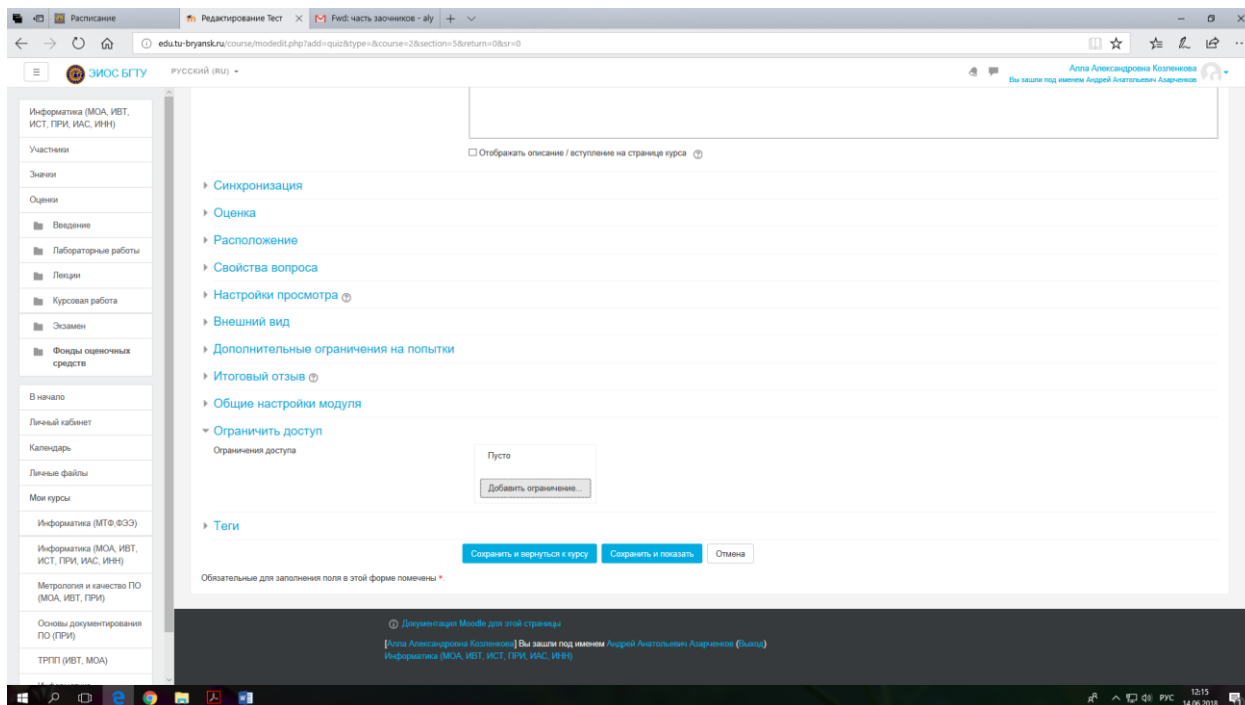 Расписание
Редактирование Тест
Fwd: часть заочников - aly
edu.tu-bryansk.ru/course/modedit.php?add=quiz&type=&course=2&section=5&return=0&sr=0
ЭИОС БГТУ
РУССКИЙ (RU)
Алла Александровна Козленкова
Вы зашли под именем Андрей Анатольевич Азарченков
Информатика (МОА, ИВТ,
ИСТ, ПРИ, ИАС, ИНН)
Участники
Значки
Оценки
Введение
Лабораторные работы
Лекции
Курсовая работа
Экзамен
Фонды оценочных
средств
В начало
Личный кабинет
Календарь
Личные файлы
Мои курсы
Информатика (МТФ,ФЭЭ)
Информатика (МОА, ИВТ,
ИСТ, ПРИ, ИАС, ИНН)
Метрология и качество ПО
(МОА, ИВТ, ПРИ)
Основы документирования
ПО (ПРИ)
ТРПП (ИВТ, МОА)
Отображать описание / вступление на странице курса
Синхронизация
Оценка
Расположение
Свойства вопроса
Настройки просмотра
Внешний вид
Дополнительные ограничения на попытки
Итоговый отзыв
Общие настройки модуля
Ограничить доступ
Ограничения доступа
Пусто
Добавить ограничение...
Теги
Сохранить и вернуться к курсу
Сохранить и показать
Отмена
Обязательные для заполнения поля в этой форме помечены *.
Документация Moodle для этой страницы
[Алла Александровна Козленкова] Вы зашли под именем Андрей Анатольевич Азарченков (Выход)
Информатика (МОА, ИВТ, ИСТ, ПРИ, ИАС, ИНН)
РУС
12:15
14.06.2018